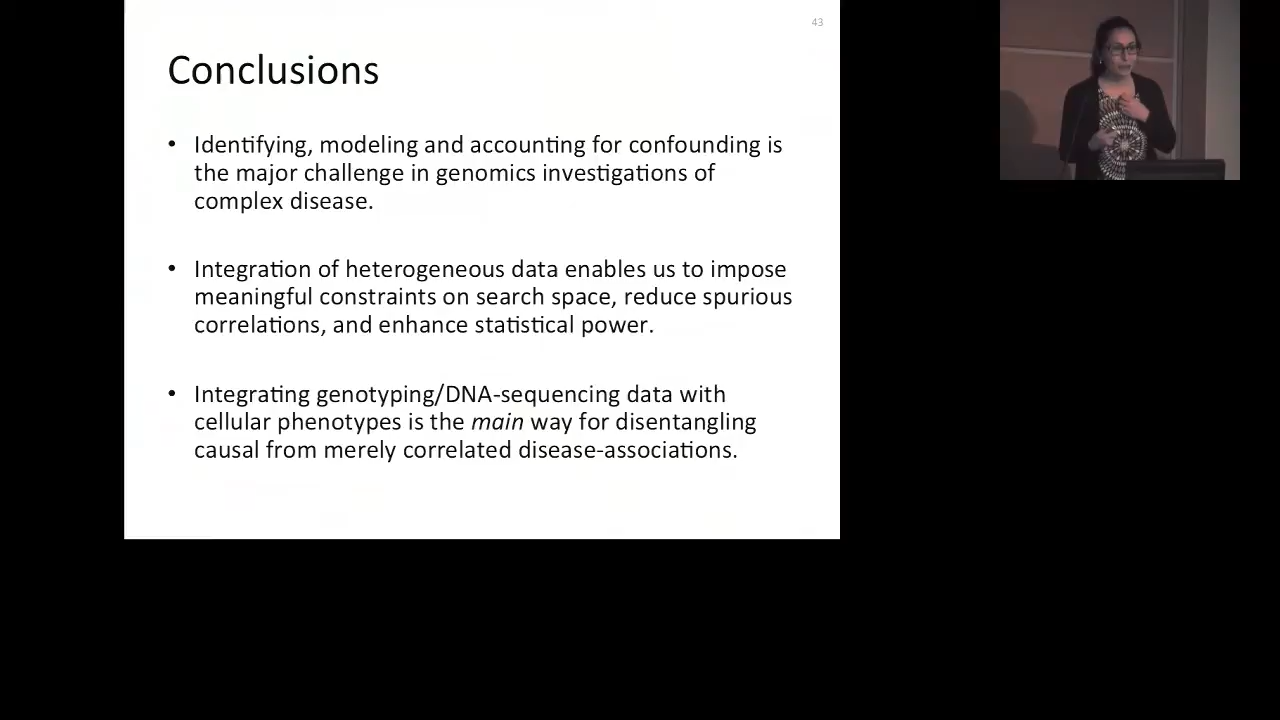 43
Conclusions
• Identifying, modeling and accounting for confounding is
the major challenge in genomics investigations of
complex disease.
• Integration of heterogeneous data enables us to impose
meaningful constraints on search space, reduce spurious
correlations, and enhance statistical power.
• Integrating genotyping/DNA-sequencing data with
cellular phenotypes is the main way for disentangling
causal from merely correlated disease-associations.